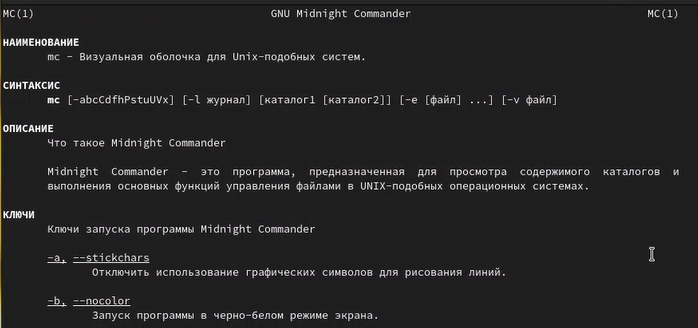 MC(1) GNU Midnight Commander MC(1)
НАИМЕНОВАНИЕ
mc - Визуальная оболочка для Unix-подобных систем.
СИНТАКСИС
mc [-abcCdfhPstuUVx] [-l журнал] [каталог1 [каталог2]] [-e [файл] ...] [-v файл]
ОПИСАНИЕ
Что такое Midnight Commander
Midnight Commander - это программа, предназначенная для просмотра содержимого каталогов и
выполнения основных функций управления файлами в UNIX-подобных операционных системах.
КЛЮЧИ
Ключи запуска программы Midnight Commander
-a, --stickchars
Отключить использование графических символов для рисования линий.
-b, --nocolor
Запуск программы в черно-белом режиме экрана.